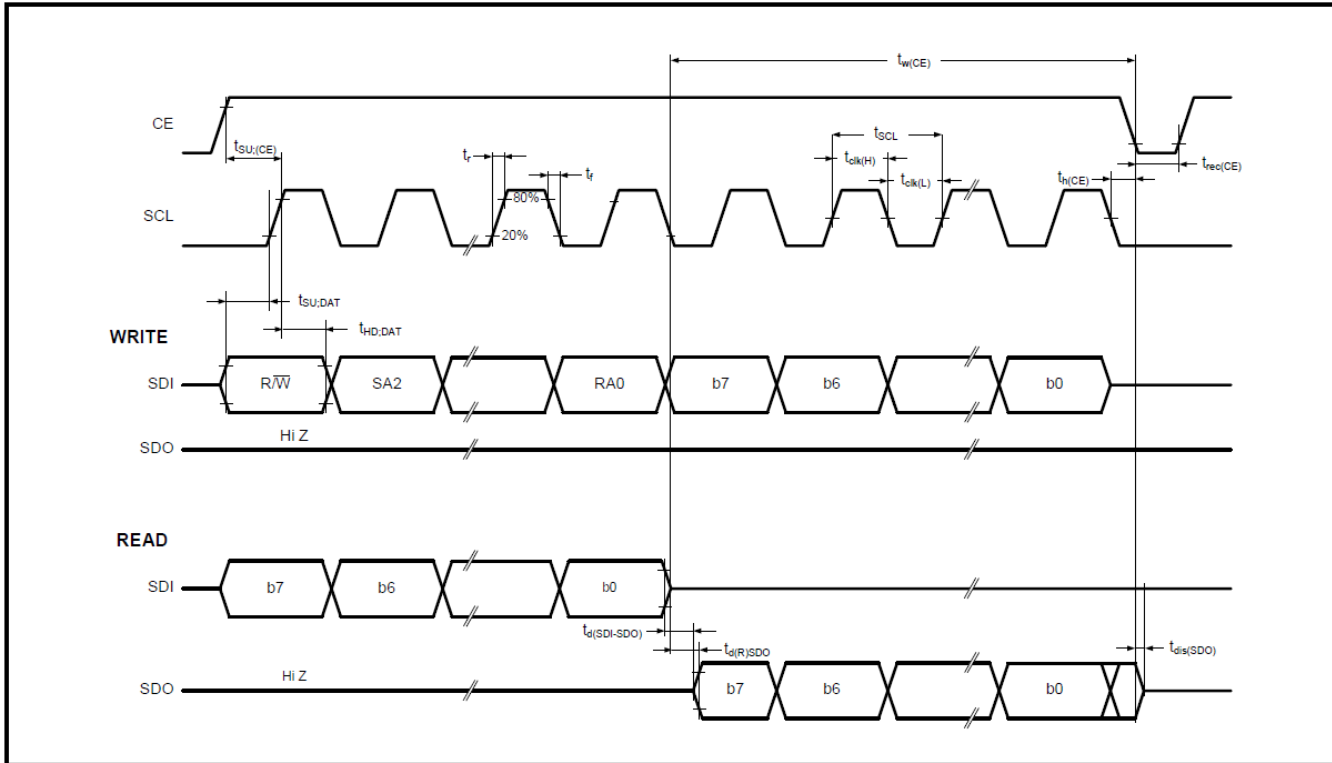 tw(CE)
CE
tSU;(CE)
tSCL
tr
tclk(H)
trec(CE)
tf
tclk(L)
th(CE)
SCL
80%
20%
tSU;DAT
tHD;DAT
WRITE
SDI R/W̅ SA2 RA0 b7 b6 b0
Hi Z
SDO
READ
SDI b7 b6 b0
td(SDI-SDO)
td(R)SDO
tdis(SDO)
Hi Z
SDO b7 b6 b0